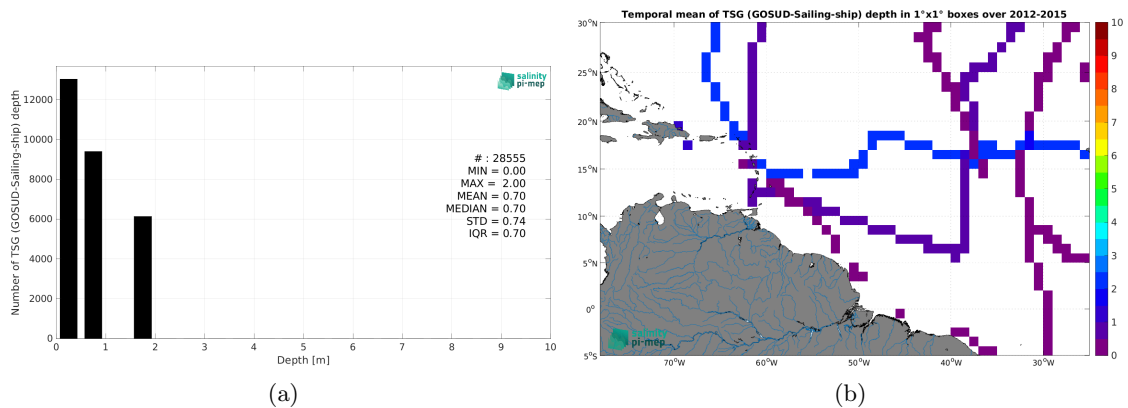 Number of TSG (GOSUD-Sailing-ship) depth
12000
10000
8000
6000
4000
2000
0
0 1 2 3 4 5 6 7 8 9 10
Depth [m]
salinity
pi-mep
# : 28555
MIN = 0.00
MAX = 2.00
MEAN = 0.70
MEDIAN = 0.70
STD = 0.74
IQR = 0.70
(a)
Temporal mean of TSG (GOSUD-Sailing-ship) depth in 1°x1° boxes over 2012-2015
30°N
25°N
20°N
15°N
10°N
5°N
0°
5°S
70°W 60°W 50°W 40°W 30°W
salinity
pi-mep
10
9
8
7
6
5
4
3
2
1
0
(b)